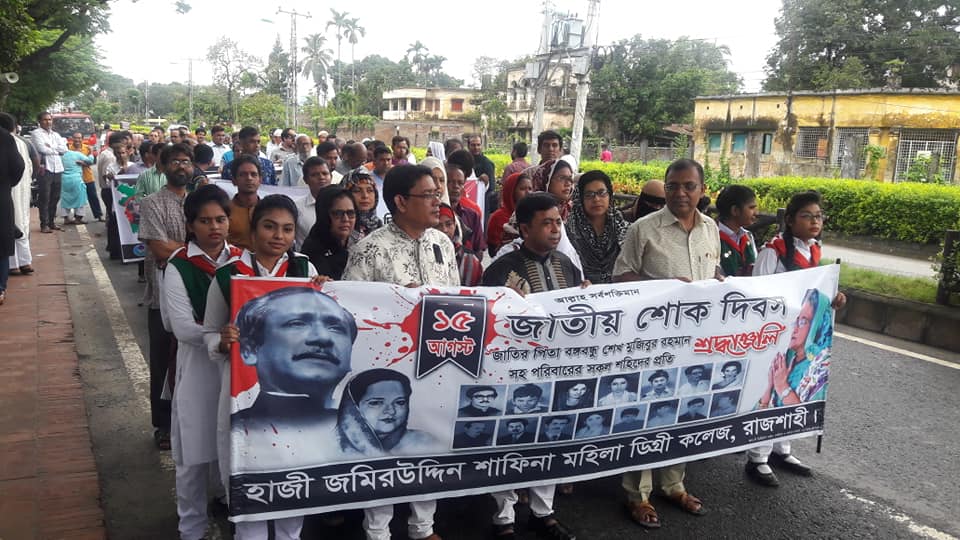 আল্লাহ সর্বশক্তিমান
১৫
আগস্ট
জাতীয় শোক দিবস
জাতির পিতা বঙ্গবন্ধু শেখ মুজিবুর রহমান
সহ পরিবারের সকল শহিদের প্রতি
শ্রদ্ধাঞ্জলী
হাজী জমিরউদ্দিন শাফিনা মহিলা ডিগ্রী কলেজ, রাজশাহী।